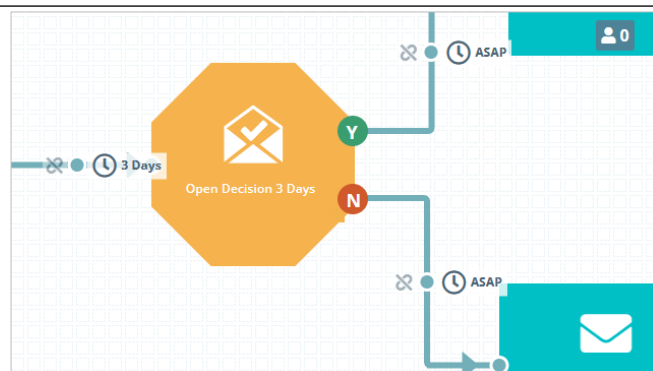 0
ASAP
Y
3 Days
Open Decision 3 Days
N
ASAP